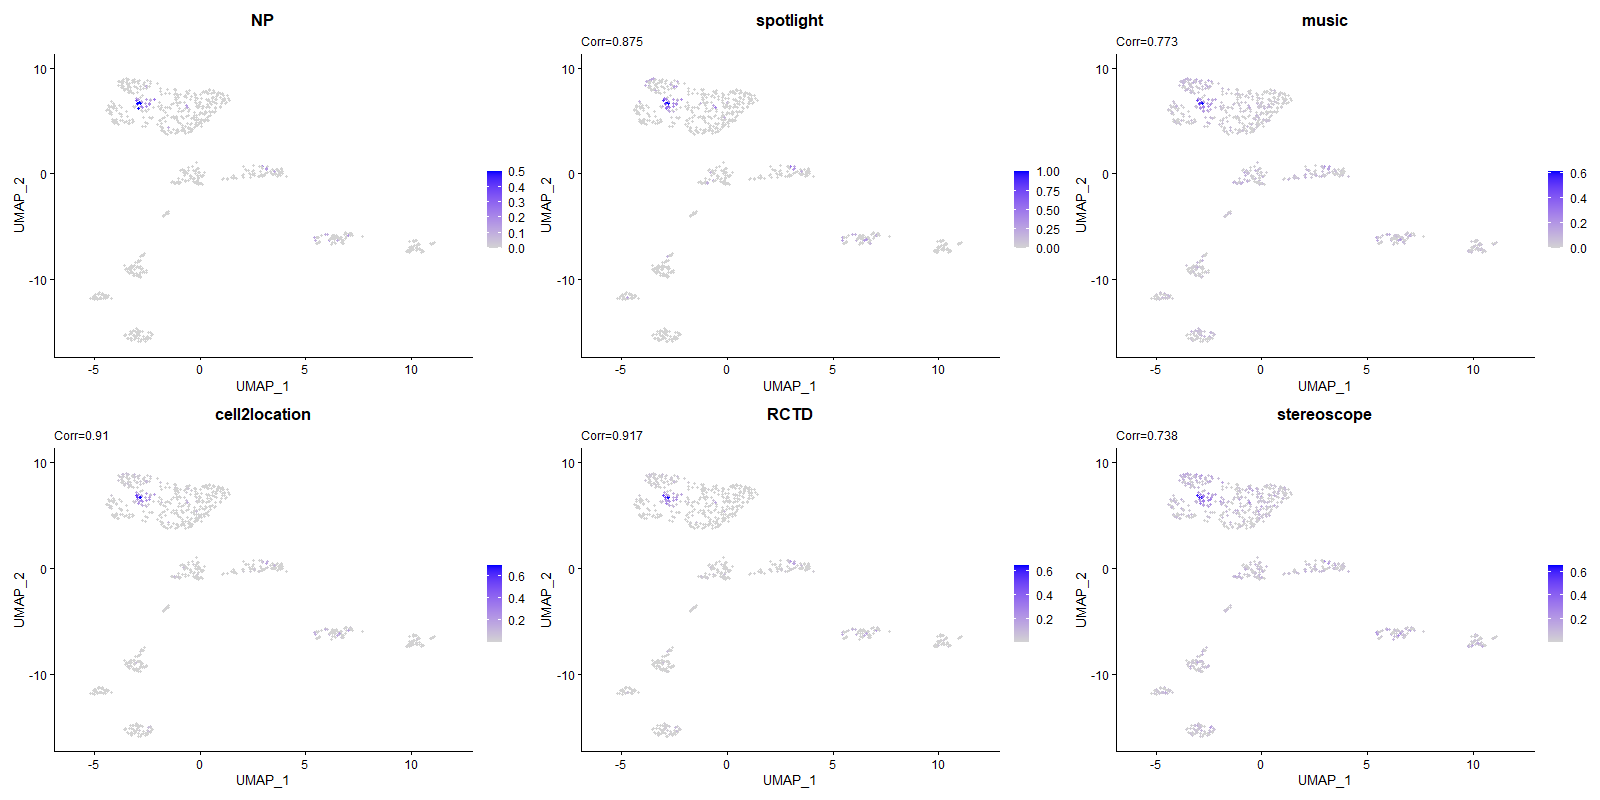 NP
10
0
-10
UMAP_2
-5
0
5
10
UMAP_1
0.5
0.4
0.3
0.2
0.1
0.0
spotlight
Corr=0.875
10
0
-10
UMAP_2
-5
0
5
10
UMAP_1
1.00
0.75
0.50
0.25
0.00
music
Corr=0.773
10
0
-10
UMAP_2
-5
0
5
10
UMAP_1
0.6
0.4
0.2
0.0
cell2location
Corr=0.91
10
0
-10
UMAP_2
-5
0
5
10
UMAP_1
0.6
0.4
0.2
RCTD
Corr=0.917
10
0
-10
UMAP_2
-5
0
5
10
UMAP_1
0.6
0.4
0.2
stereoscope
Corr=0.738
10
0
-10
UMAP_2
-5
0
5
10
UMAP_1
0.6
0.4
0.2